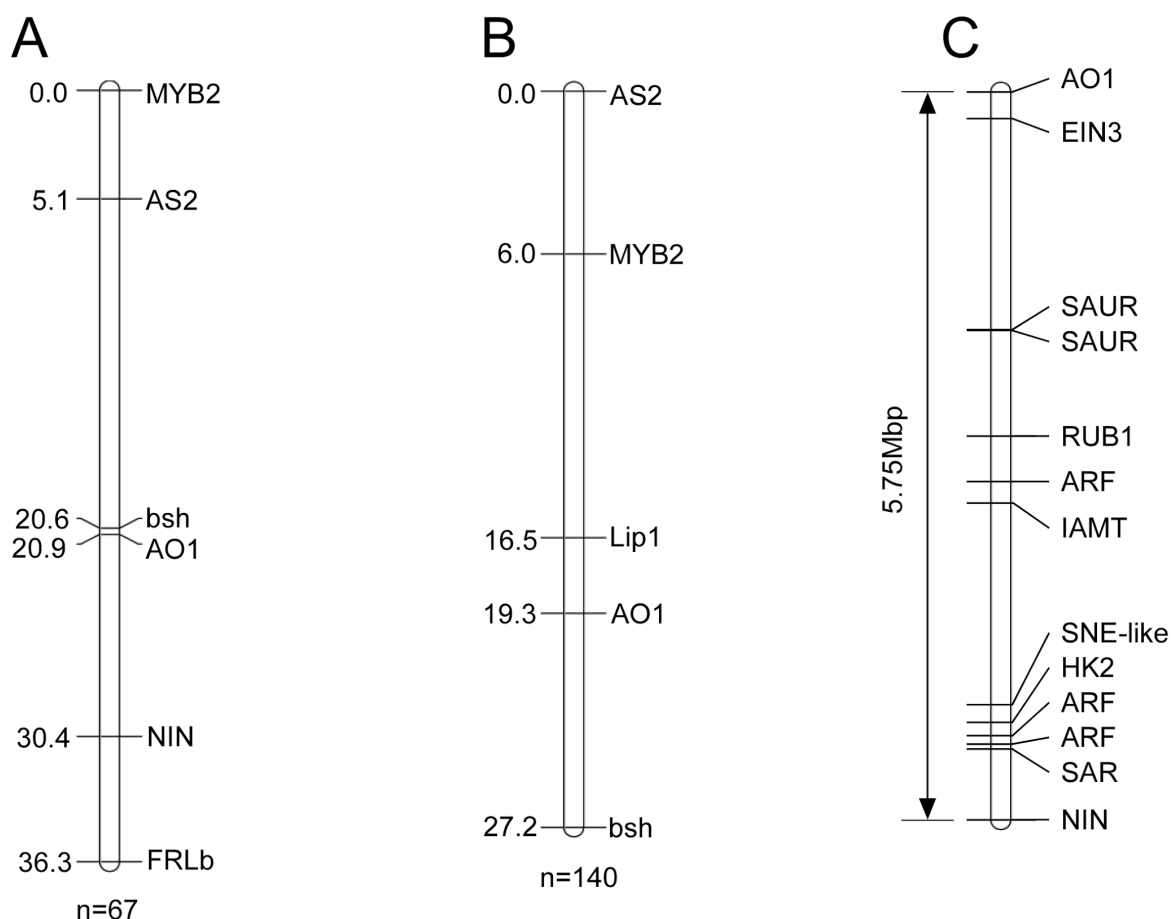 A
0.0 MYB2
5.1 AS2
20.6 bsh
20.9 AO1
30.4 NIN
36.3 FRLb
n=67
B
0.0 AS2
6.0 MYB2
16.5 Lip1
19.3 AO1
27.2 bsh
n=140
C
5.75Mbp
AO1
EIN3
SAUR
SAUR
RUB1
ARF
IAMT
SNE-like
HK2
ARF
ARF
SAR
NIN